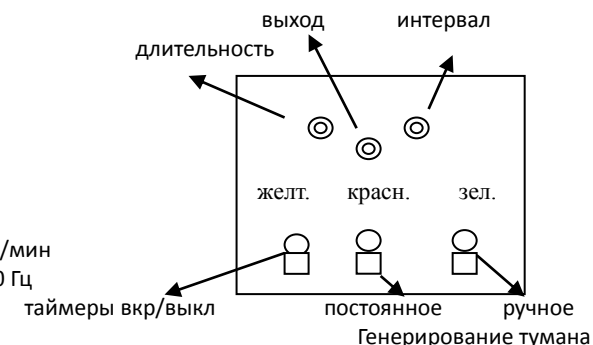 выход интервал
длительность
желт. красн. зел.
/мин
0 Гц
таймеры вкр/выкл постоянное ручное
Генерирование тумана